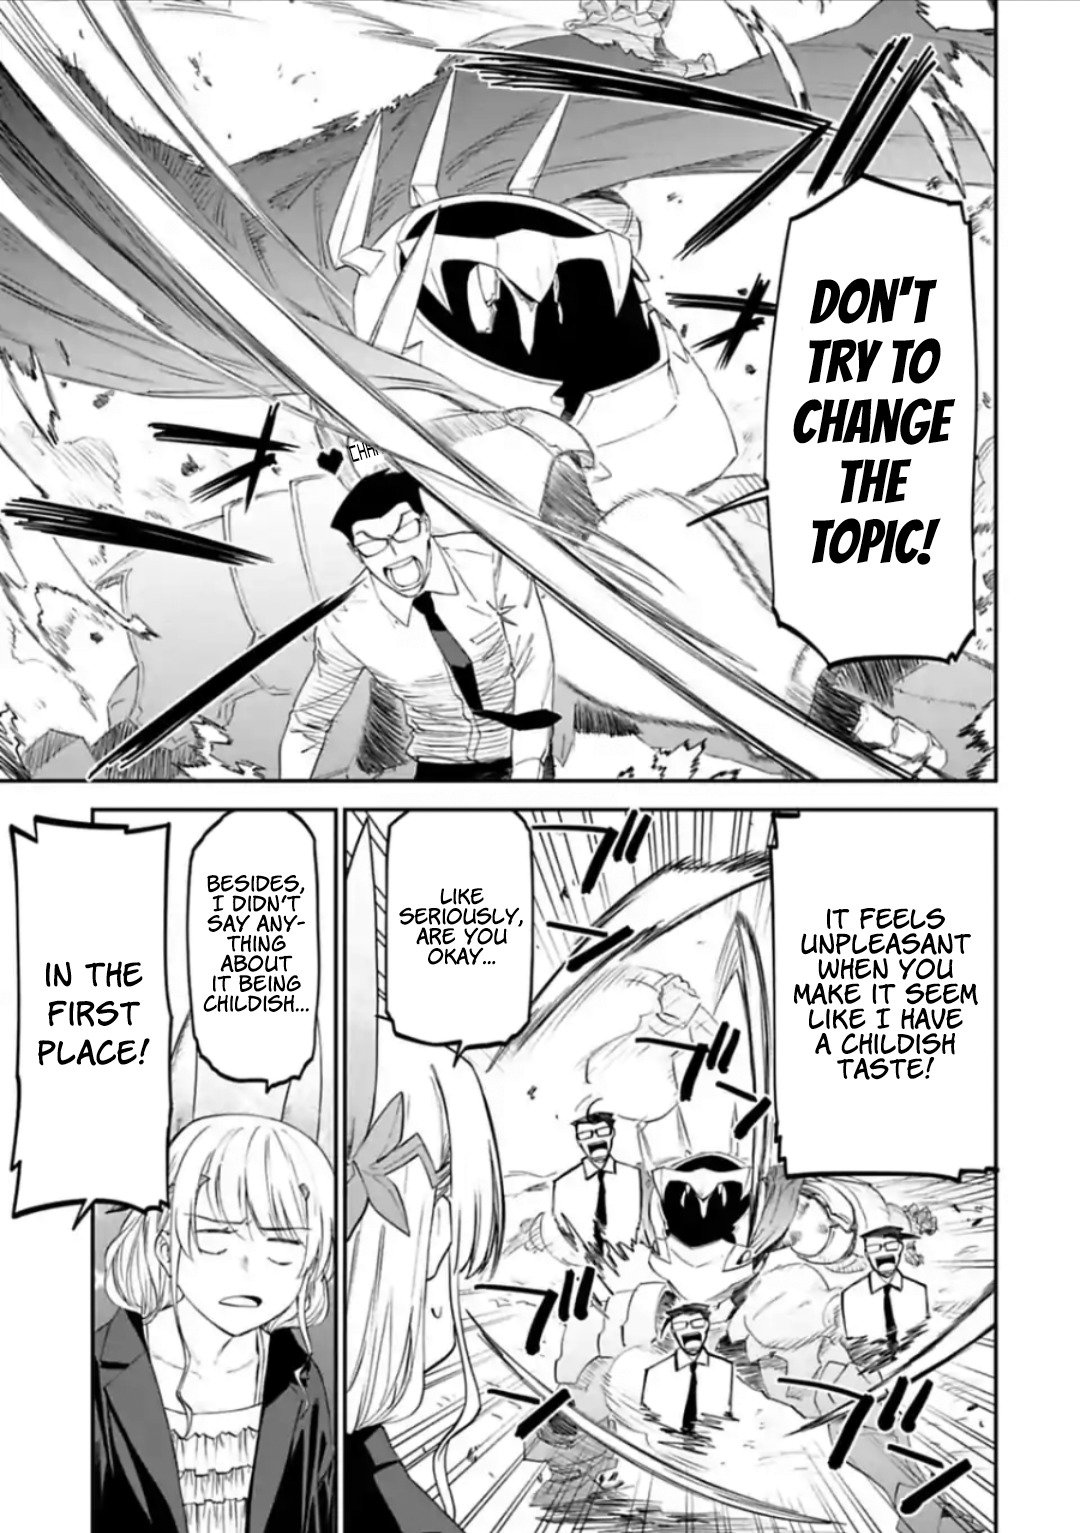 DON'T
TRY TO
CHANGE
THE
TOPIC!
IT FEELS
UNPLEASANT
WHEN YOU
MAKE IT SEEM
LIKE I HAVE
A CHILDISH
TASTE!
LIKE
SERIOUSLY,
ARE YOU
OKAY...
BESIDES,
I DIDN'T
SAY ANY-
THING
ABOUT
IT BEING
CHILDISH...
IN THE
FIRST
PLACE!